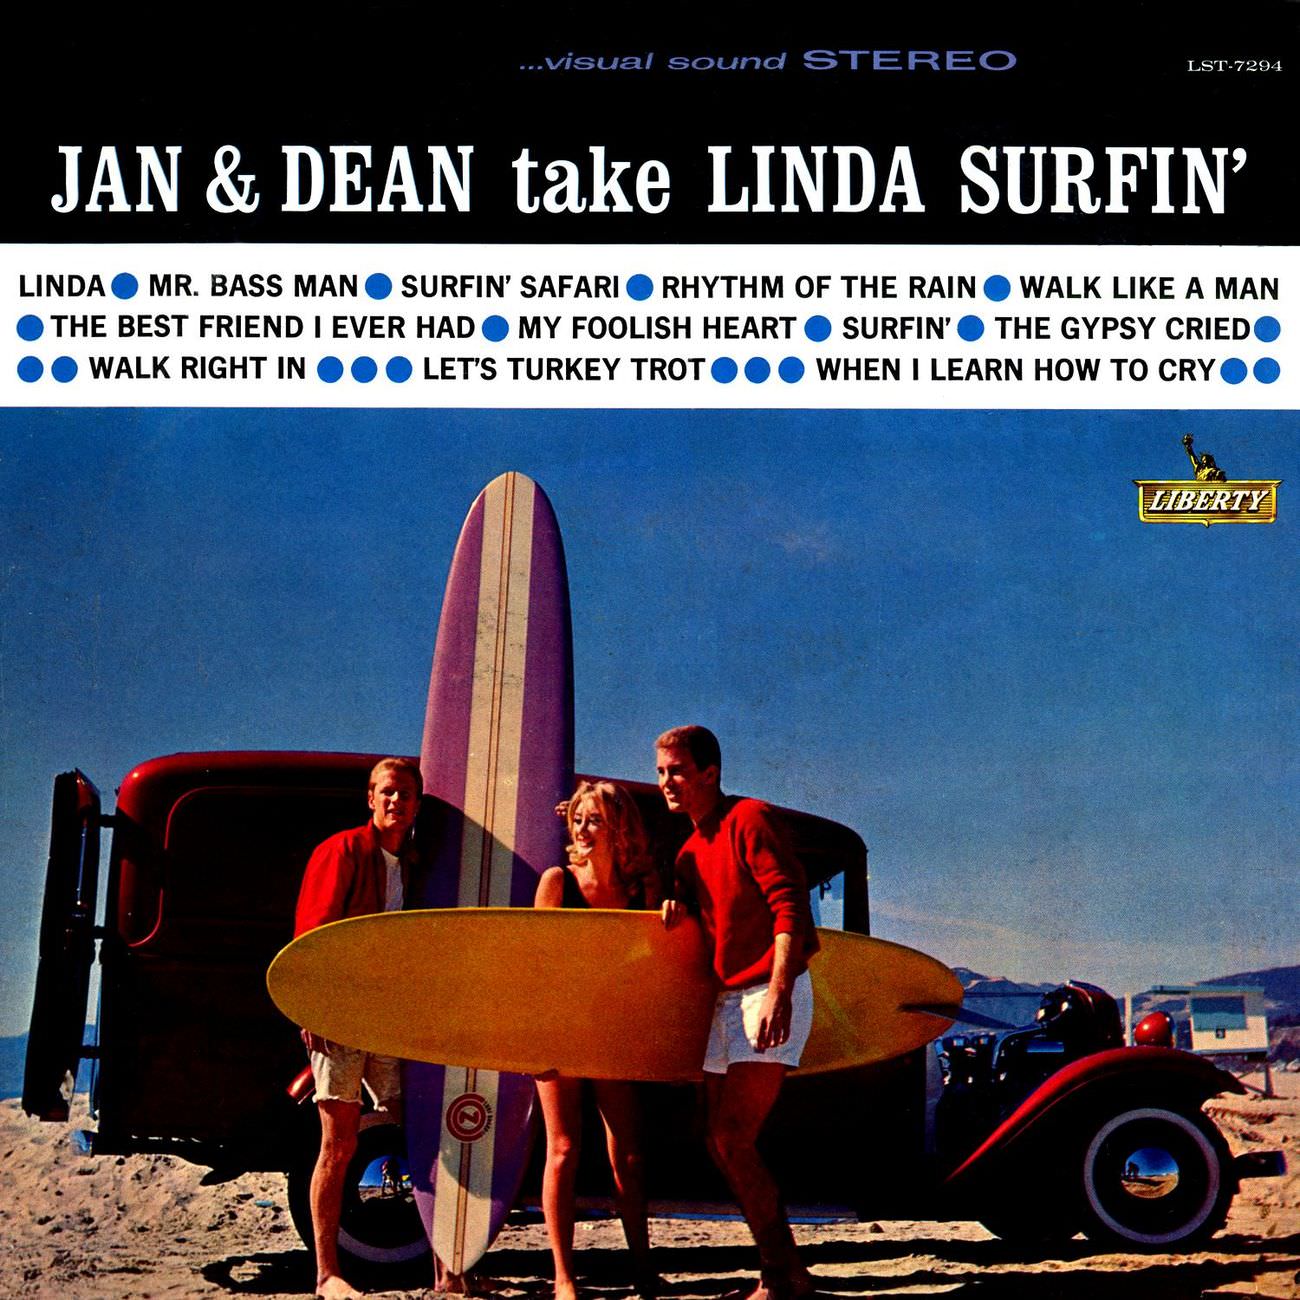 ...visual sound STEREO
LST-7294
JAN & DEAN take LINDA SURFIN'
LINDA ● MR. BASS MAN ● SURFIN' SAFARI ● RHYTHM OF THE RAIN ● WALK LIKE A MAN
● THE BEST FRIEND I EVER HAD ● MY FOOLISH HEART ● SURFIN' ● THE GYPSY CRIED ●
●● WALK RIGHT IN ●●● LET'S TURKEY TROT ●●● WHEN I LEARN HOW TO CRY ●●
LIBERTY